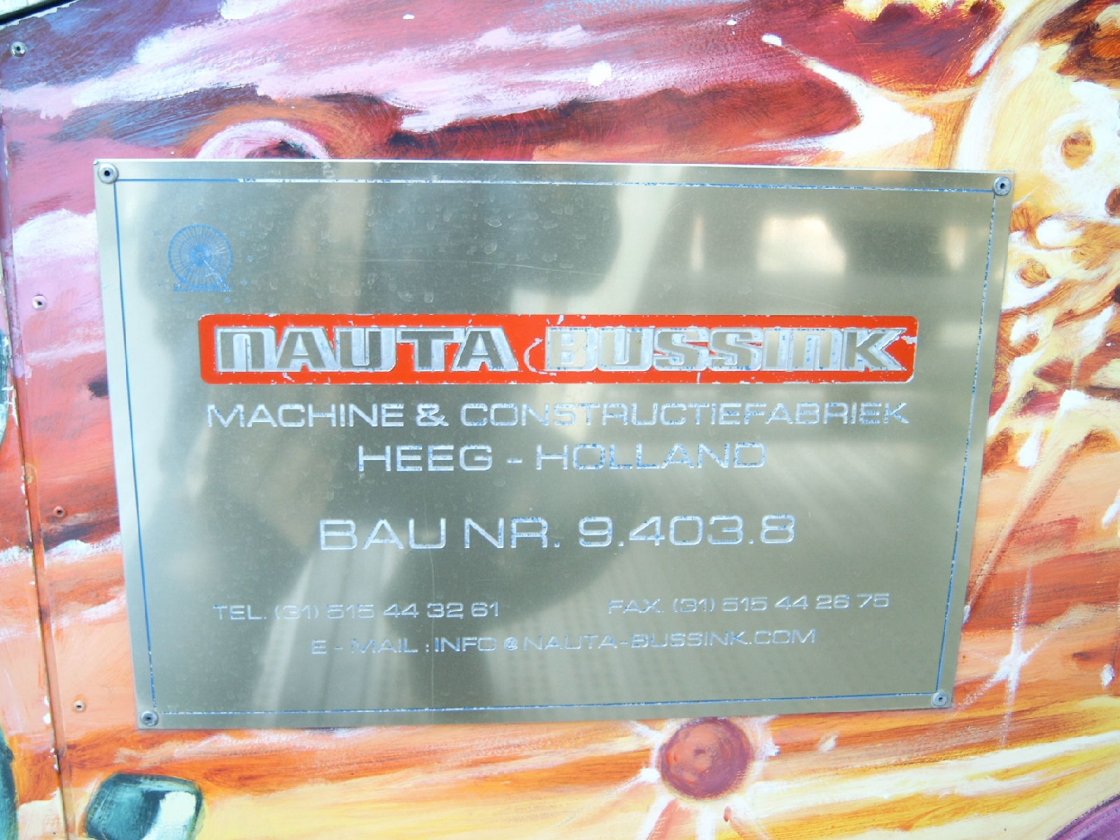 NAUTA BUSSINK
MACHINE & CONSTRUCTIEFABRIEK
HEEG - HOLLAND
BAU NR. 9.403.8
TEL. (31) 515 44 32 61 FAX. (31) 515 44 26 75
E - MAIL : INFO @ NAUTA-BUSSINK.COM